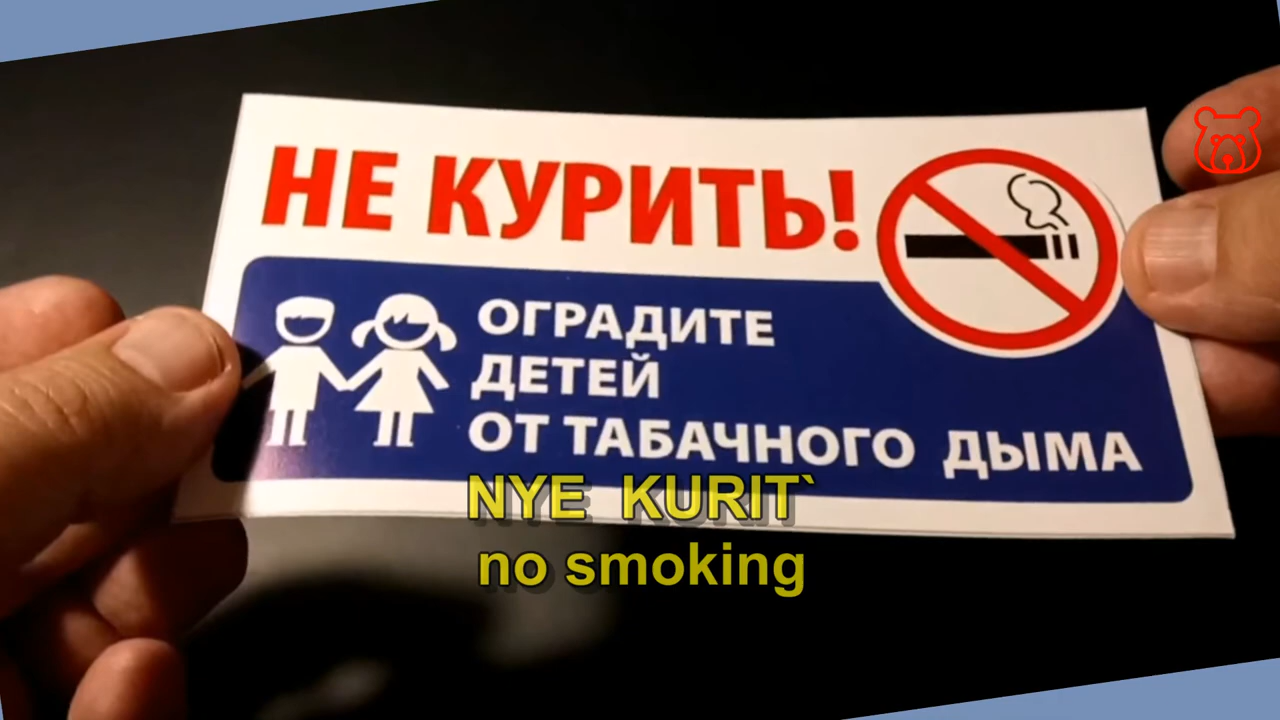 НЕ КУРИТЬ!
ОГРАДИТЕ
ДЕТЕЙ
ОТ ТАБАЧНОГО ДЫМА
NYE KURIT`
no smoking